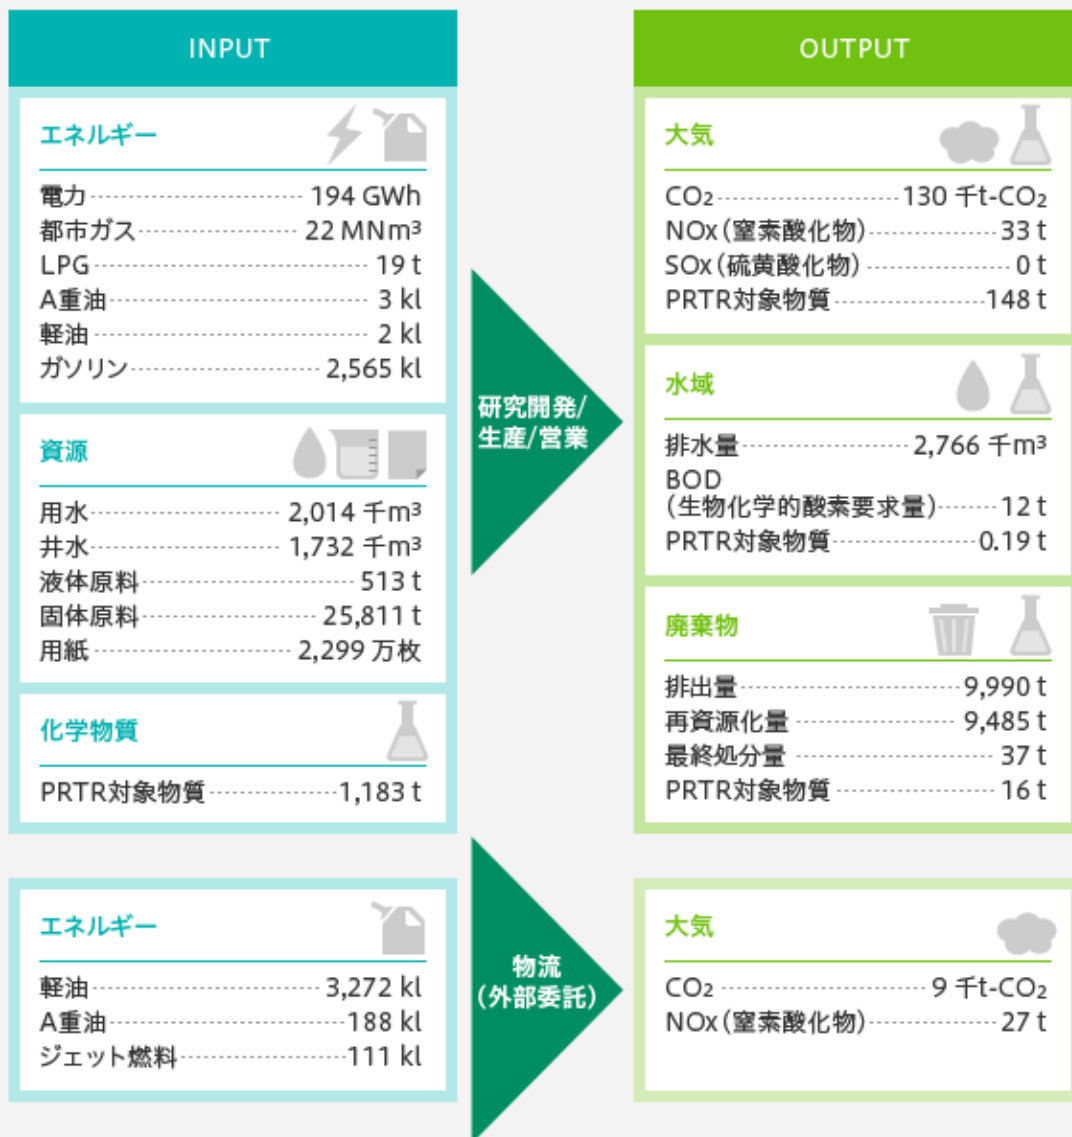 INPUT
エネルギー
電力 194 GWh
都市ガス 22 MNm³
LPG 19 t
A重油 3 kl
軽油 2 kl
ガソリン 2,565 kl
資源
用水 2,014 千m³
井水 1,732 千m³
液体原料 513 t
固体原料 25,811 t
用紙 2,299 万枚
化学物質
PRTR対象物質 1,183 t
研究開発/
生産/営業
OUTPUT
大気
CO₂ 130 千t-CO₂
NOx(窒素酸化物) 33 t
SOx(硫黄酸化物) 0 t
PRTR対象物質 148 t
水域
排水量 2,766 千m³
BOD
(生物化学的酸素要求量) 12 t
PRTR対象物質 0.19 t
廃棄物
排出量 9,990 t
再資源化量 9,485 t
最終処分量 37 t
PRTR対象物質 16 t
エネルギー
軽油 3,272 kl
A重油 188 kl
ジェット燃料 111 kl
物流
(外部委託)
大気
CO₂ 9 千t-CO₂
NOx(窒素酸化物) 27 t